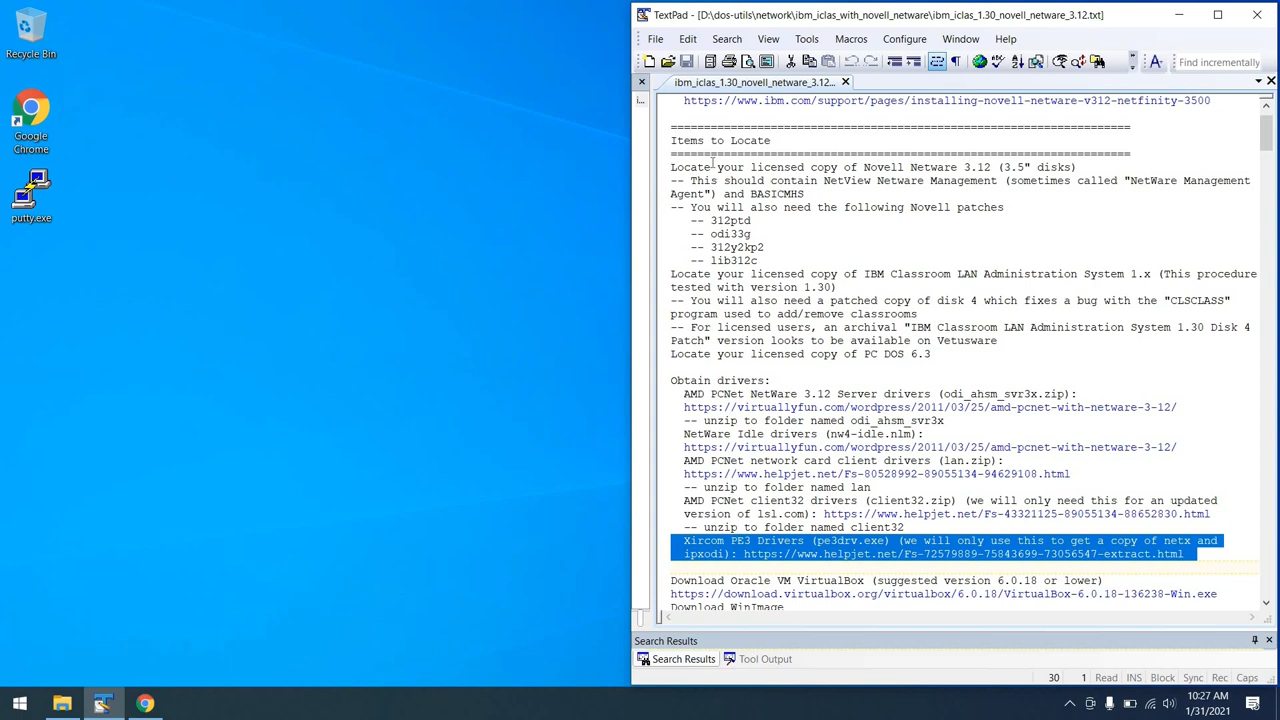 Recycle Bin
Google
Chrome
putty.exe
TextPad - [D:\dos-utils\network\ibm_iclas_with_novell_netware\ibm_iclas_1.30_novell_netware_3.12.txt]
File Edit Search View Tools Macros Configure Window Help
Find incrementally
ibm_iclas_1.30_novell_netware_3.12...
https://www.ibm.com/support/pages/installing-novell-netware-v312-netfinity-3500
=====================================================================
Items to Locate
=====================================================================
Locate your licensed copy of Novell Netware 3.12 (3.5" disks)
-- This should contain NetView Netware Management (sometimes called "NetWare Management
Agent") and BASICMHS
-- You will also need the following Novell patches
-- 312ptd
-- odi33g
-- 312y2kp2
-- lib312c
Locate your licensed copy of IBM Classroom LAN Administration System 1.x (This procedure
tested with version 1.30)
-- You will also need a patched copy of disk 4 which fixes a bug with the "CLSCLASS"
program used to add/remove classrooms
-- For licensed users, an archival "IBM Classroom LAN Administration System 1.30 Disk 4
Patch" version looks to be available on Vetusware
Locate your licensed copy of PC DOS 6.3
Obtain drivers:
AMD PCNet NetWare 3.12 Server drivers (odi_ahsm_svr3x.zip):
https://virtuallyfun.com/wordpress/2011/03/25/amd-pcnet-with-netware-3-12/
-- unzip to folder named odi_ahsm_svr3x
NetWare Idle drivers (nw4-idle.nlm):
https://virtuallyfun.com/wordpress/2011/03/25/amd-pcnet-with-netware-3-12/
AMD PCNet network card client drivers (lan.zip):
https://www.helpjet.net/Fs-80528992-89055134-94629108.html
-- unzip to folder named lan
AMD PCNet client32 drivers (client32.zip) (we will only need this for an updated
version of lsl.com): https://www.helpjet.net/Fs-43321125-89055134-88652830.html
-- unzip to folder named client32
Xircom PE3 Drivers (pe3drv.exe) (we will only use this to get a copy of netx and
ipxodi): https://www.helpjet.net/Fs-72579889-75843699-73056547-extract.html
Download Oracle VM VirtualBox (suggested version 6.0.18 or lower)
https://download.virtualbox.org/virtualbox/6.0.18/VirtualBox-6.0.18-136238-Win.exe
Download WinImage
Search Results
Search Results Tool Output
30 1 Read INS Block Sync Rec Caps
10:27 AM
1/31/2021